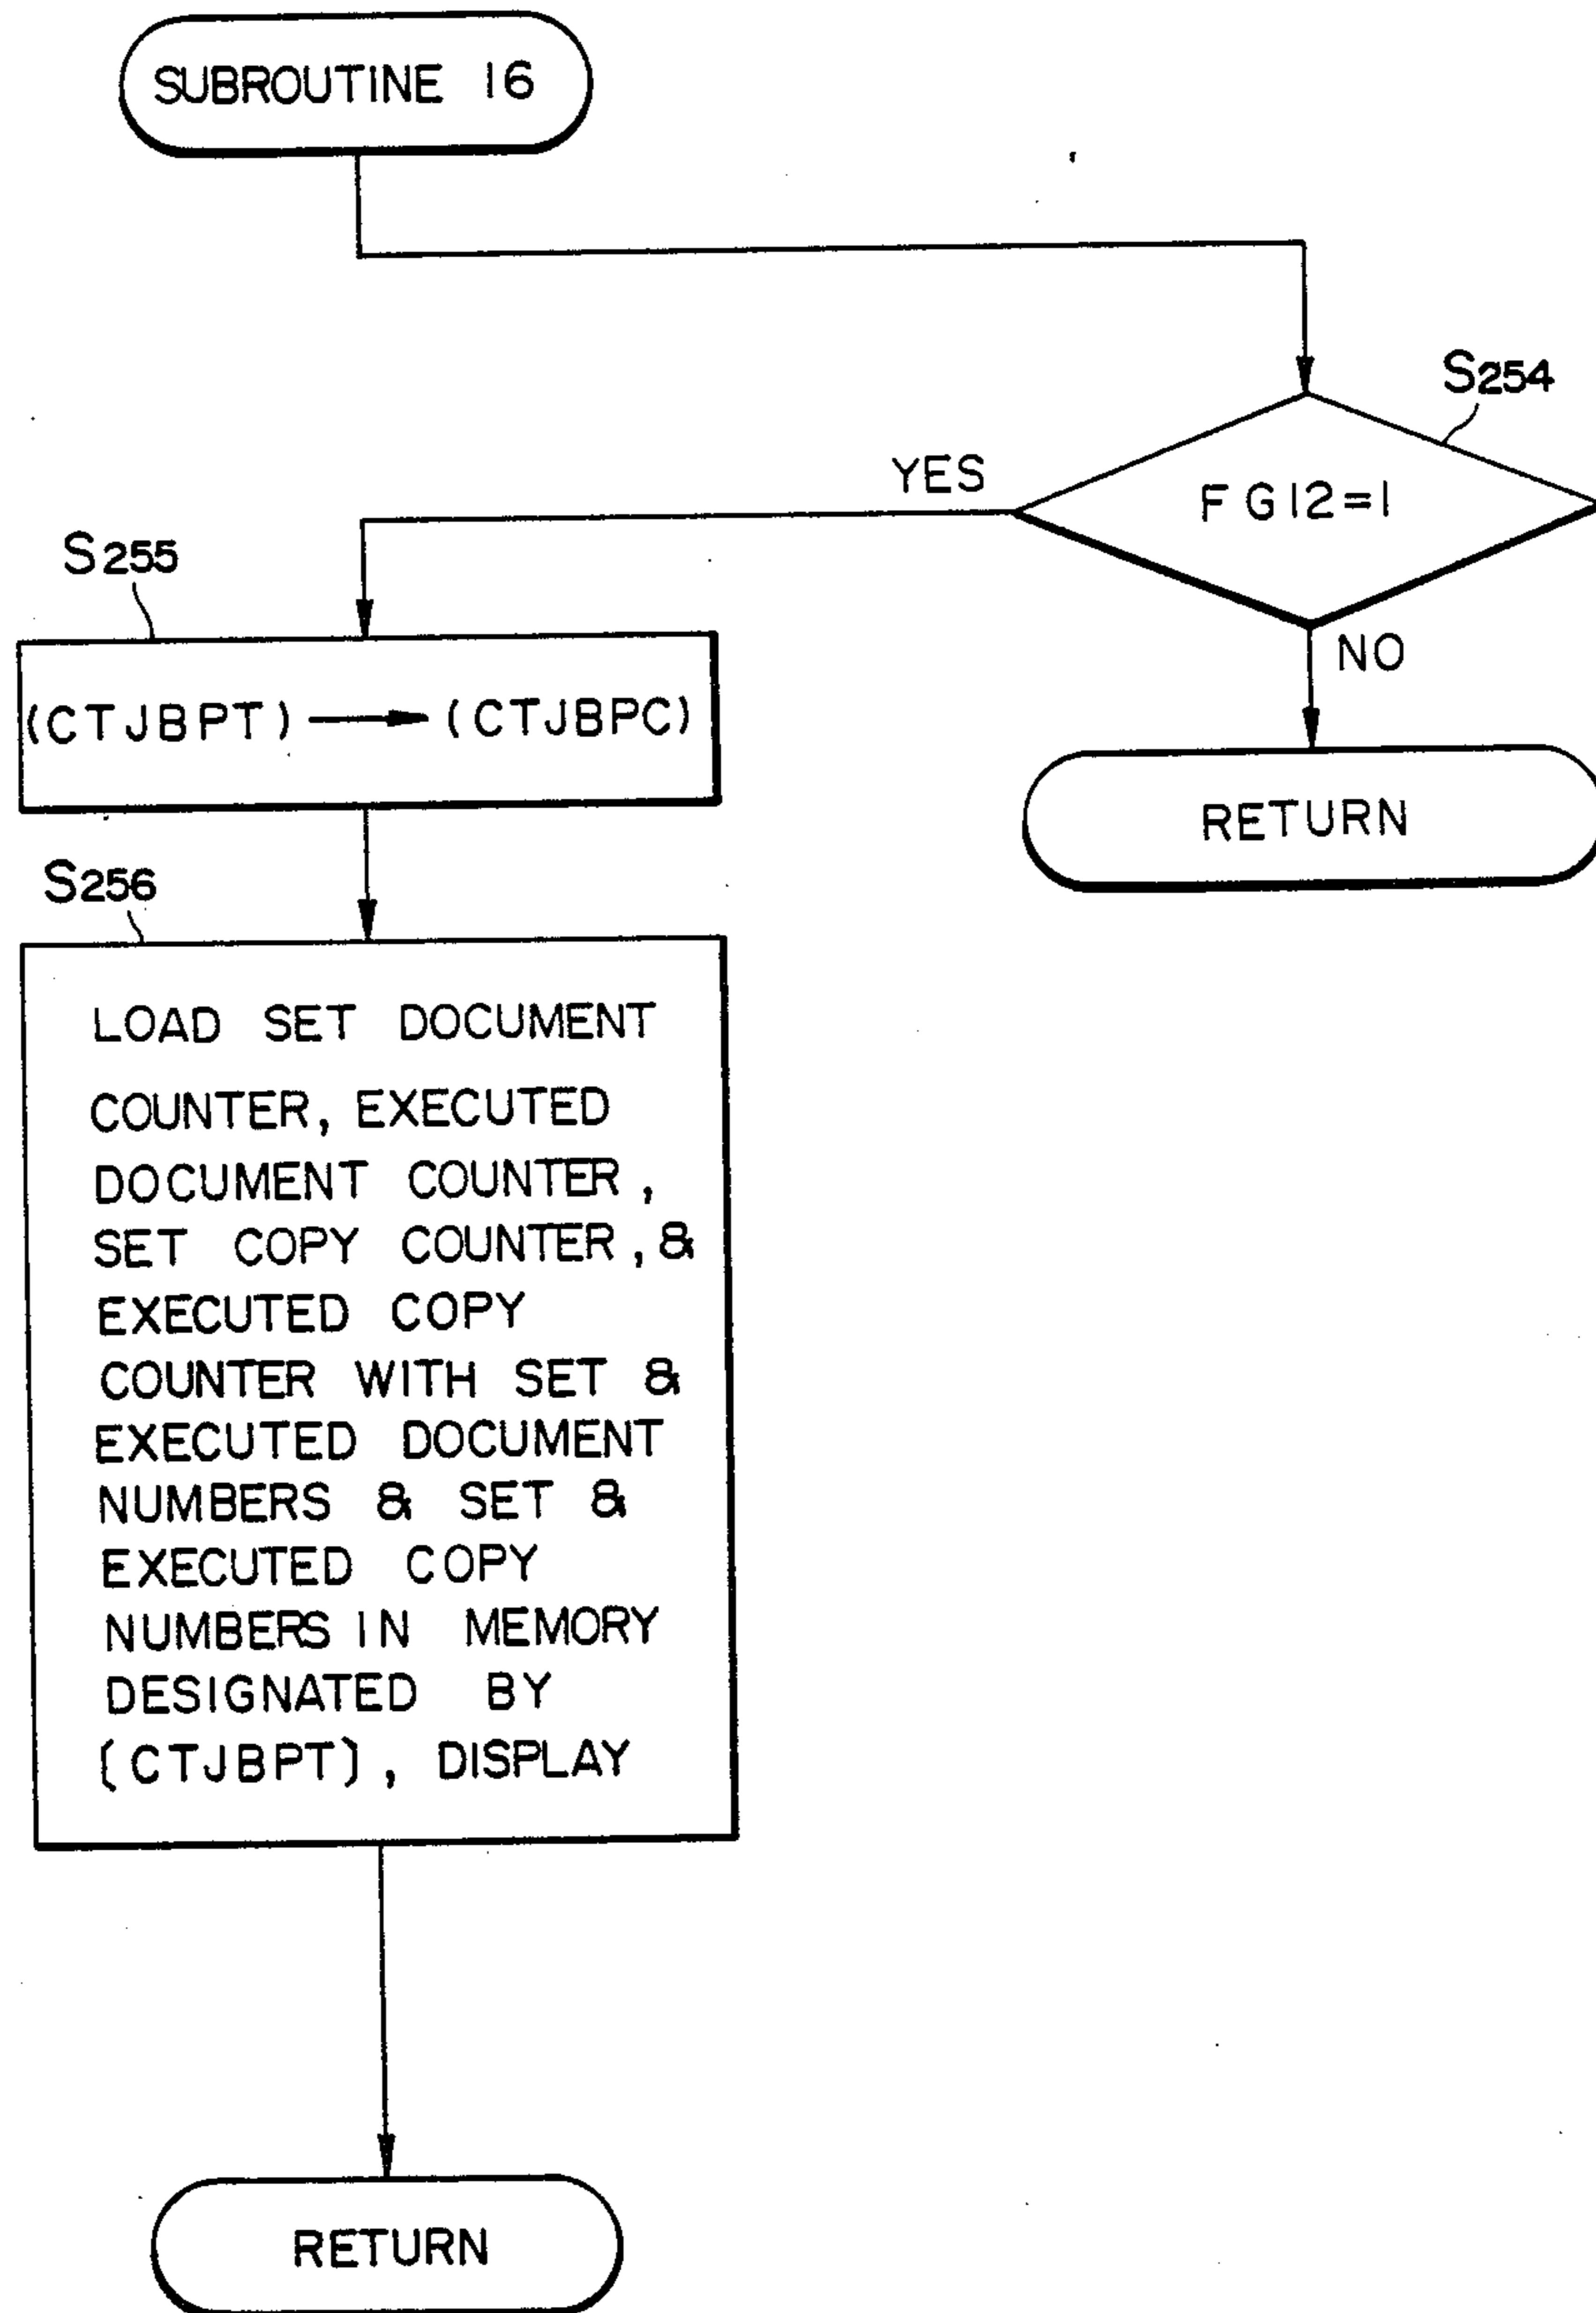 SUBROUTINE 16
S254
FG12=1
YES
NO
RETURN
S255
(CTJBPT) → (CTJBPC)
S256
LOAD SET DOCUMENT
COUNTER, EXECUTED
DOCUMENT COUNTER,
SET COPY COUNTER, &
EXECUTED COPY
COUNTER WITH SET &
EXECUTED DOCUMENT
NUMBERS & SET &
EXECUTED COPY
NUMBERS IN MEMORY
DESIGNATED BY
(CTJBPT), DISPLAY
RETURN